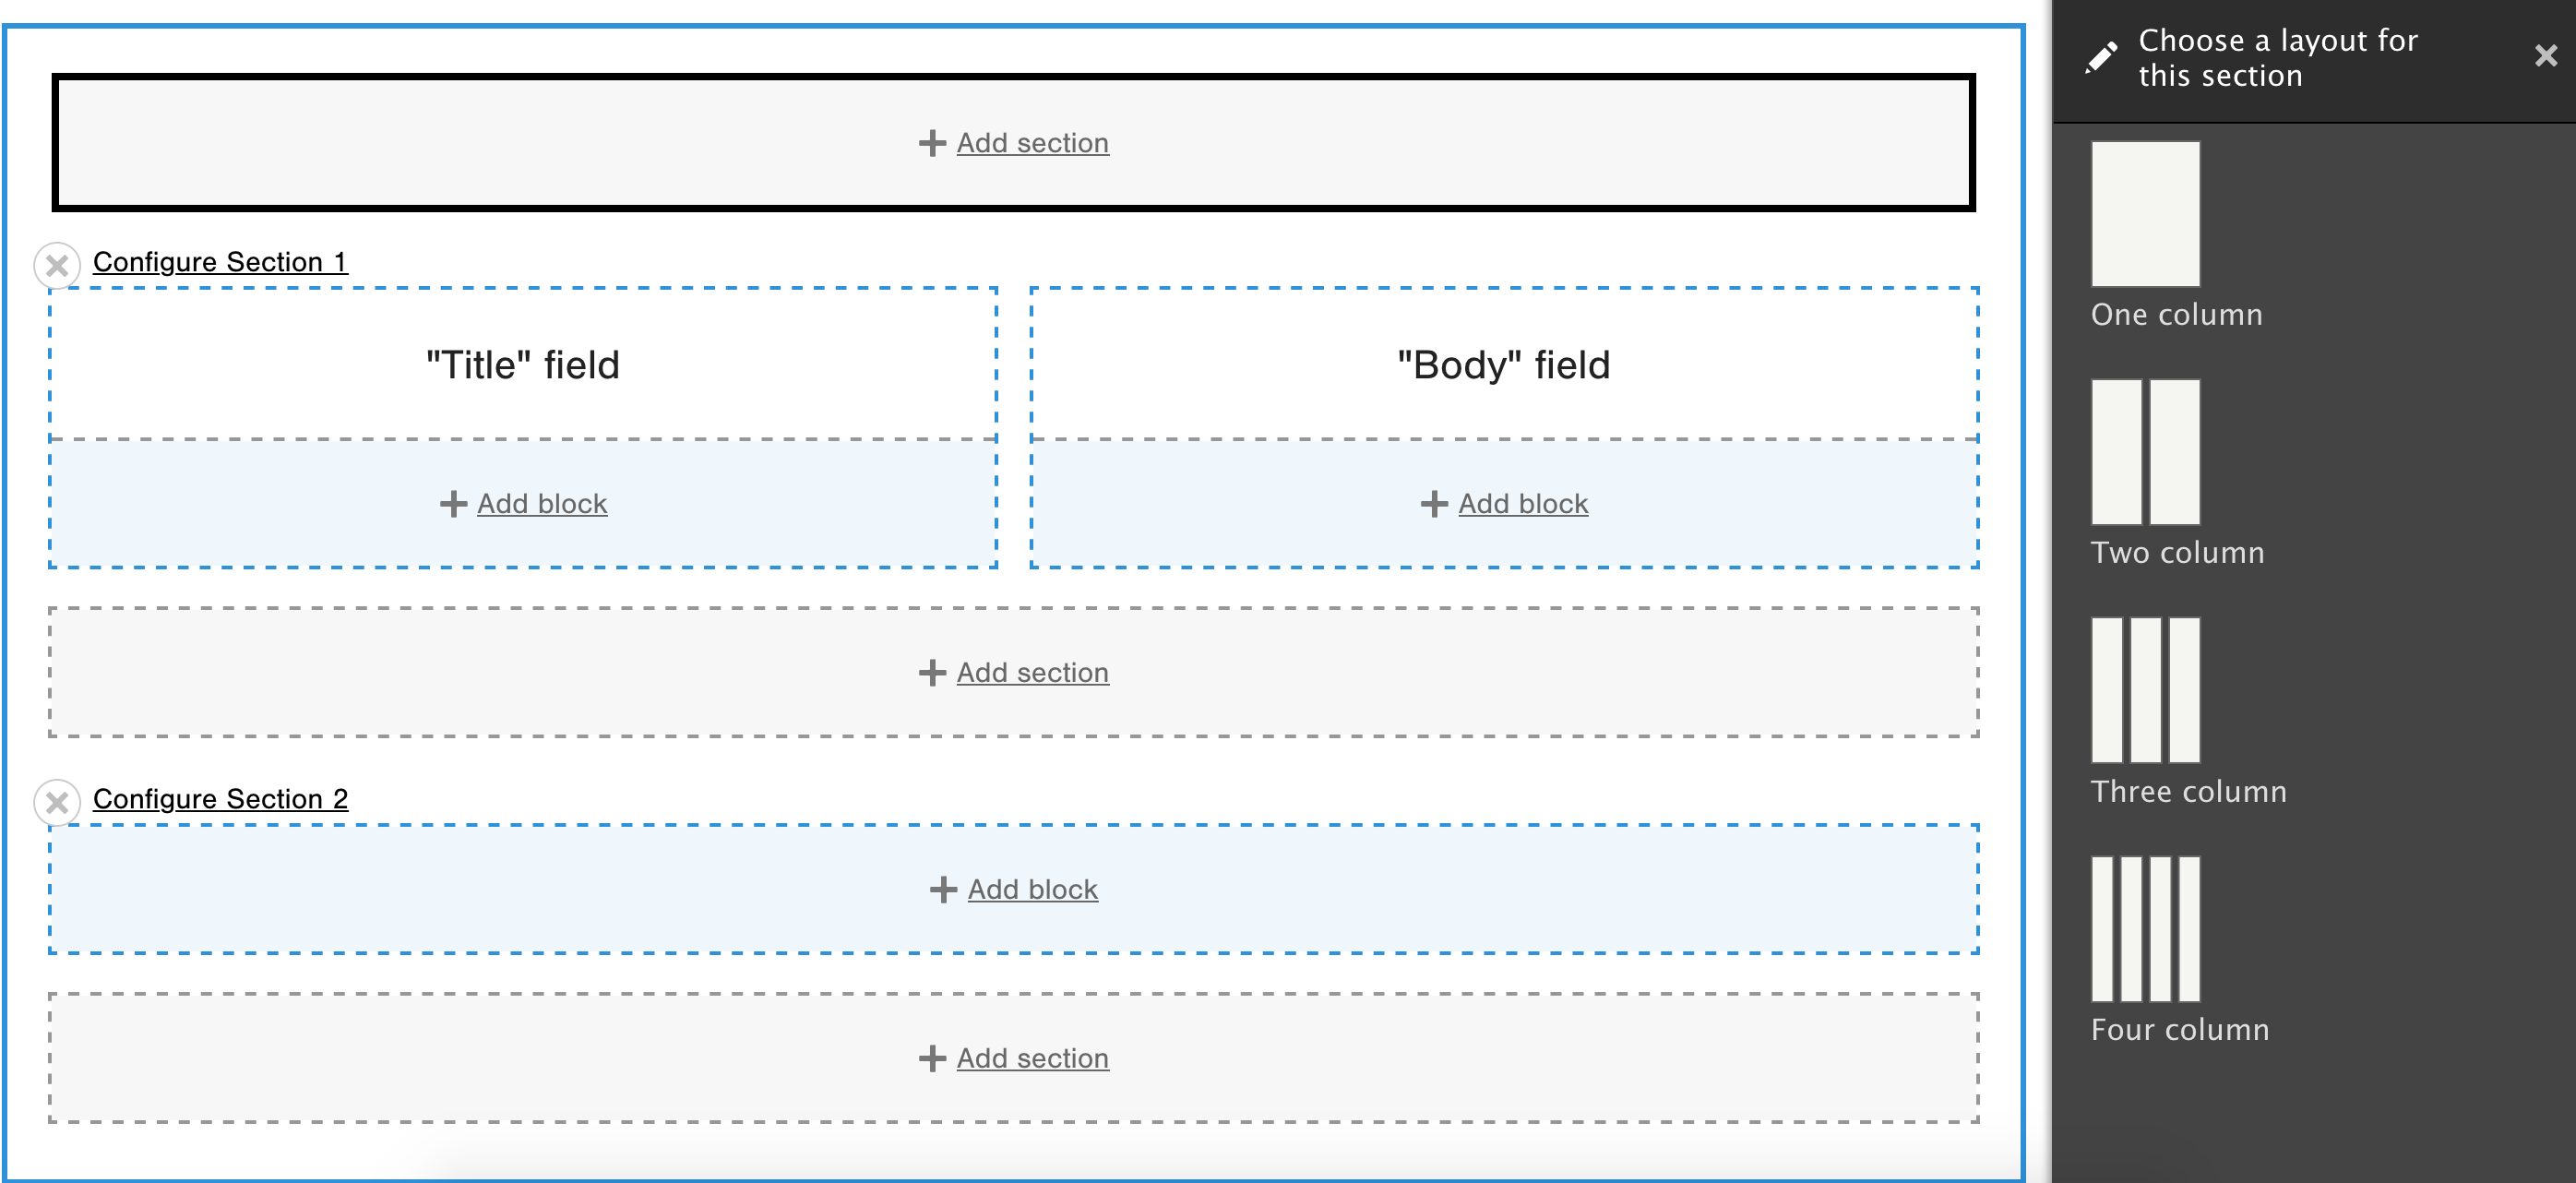 Add section
Configure Section 1
"Title" field
"Body" field
Add block
Add block
Add section
Configure Section 2
Add block
Add section
Choose a layout for
this section
One column
Two column
Three column
Four column